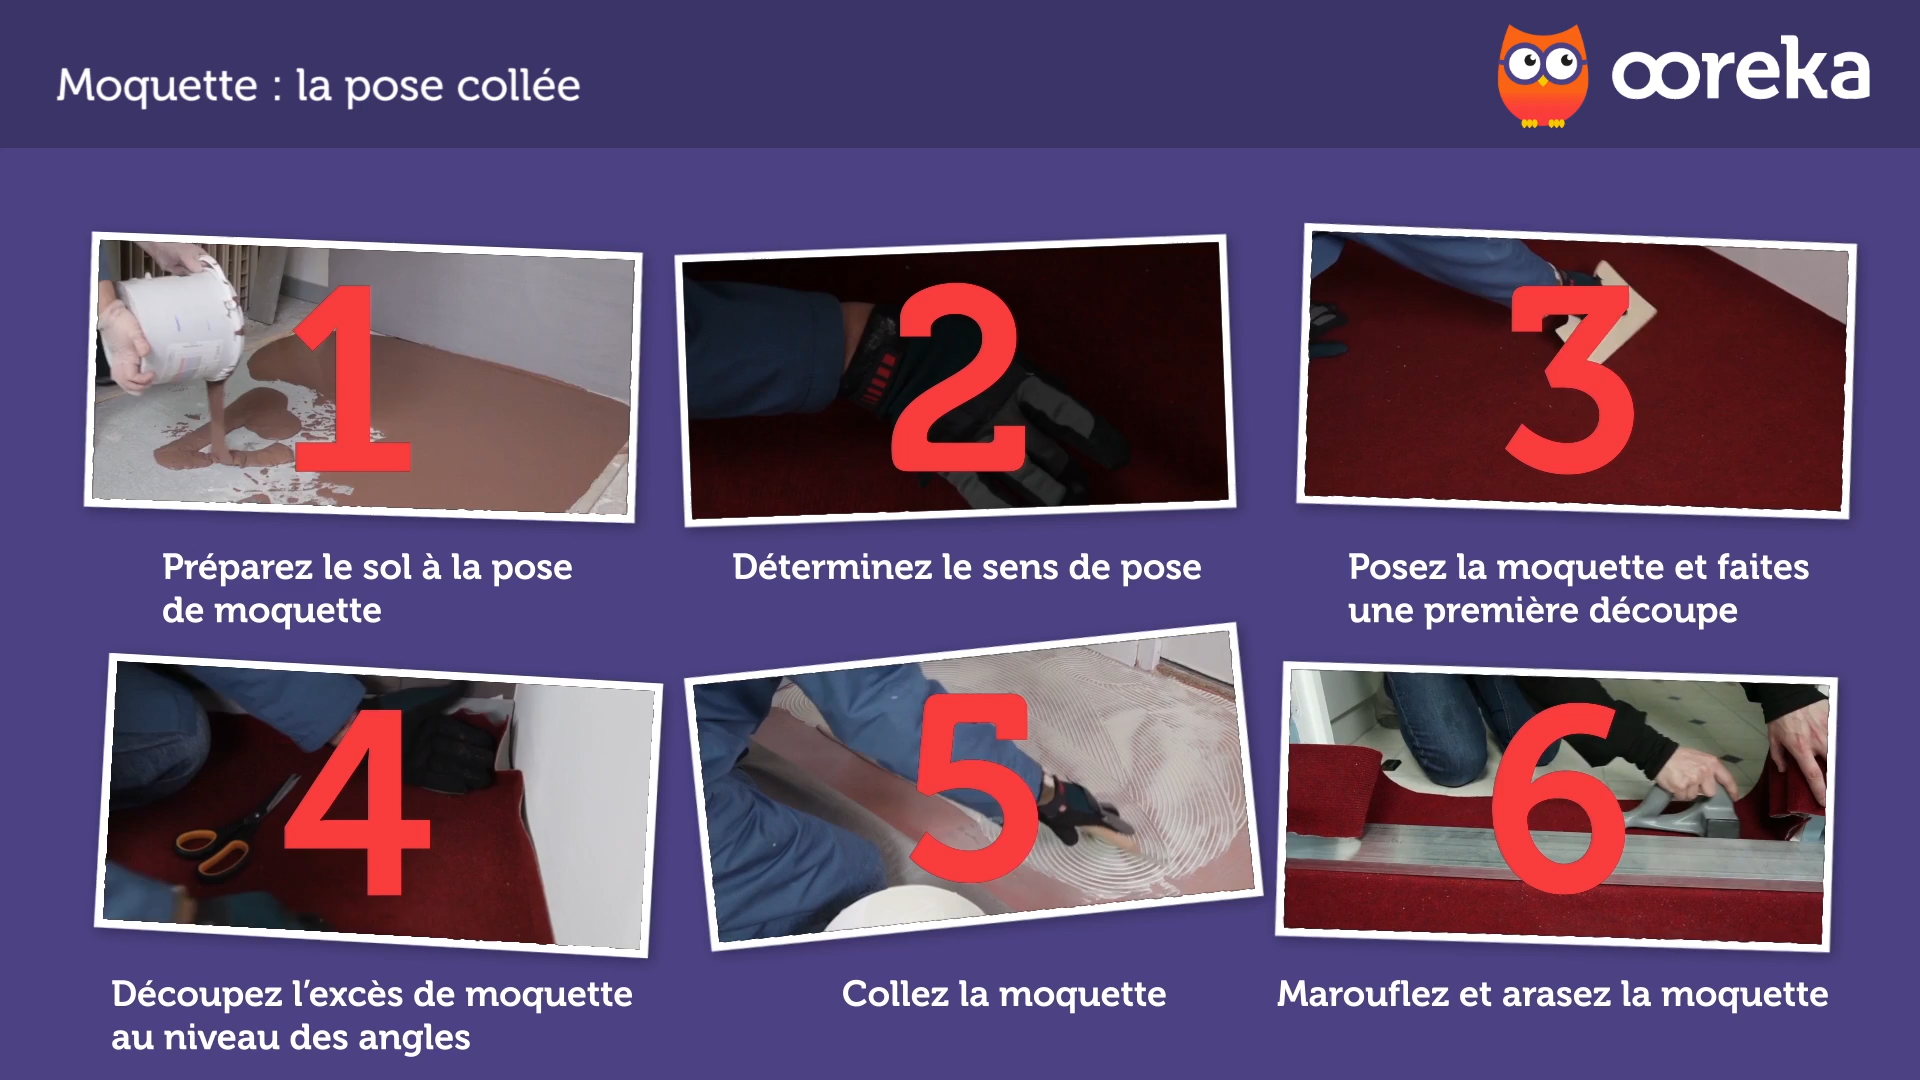 Moquette : la pose collée
ooreka
1
2
3
Préparez le sol à la pose
de moquette
Déterminez le sens de pose
Posez la moquette et faites
une première découpe
4
5
6
Découpez l’excès de moquette
au niveau des angles
Collez la moquette
Marouflez et arasez la moquette